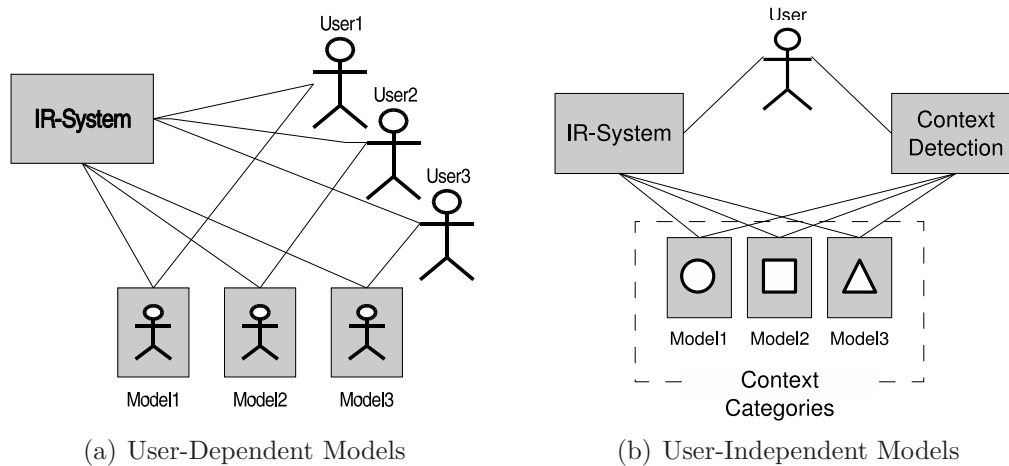 User1
User2
User3
IR-System
Model1
Model2
Model3
(a) User-Dependent Models
User
IR-System
Context
Detection
Model1
Model2
Model3
Context
Categories
(b) User-Independent Models